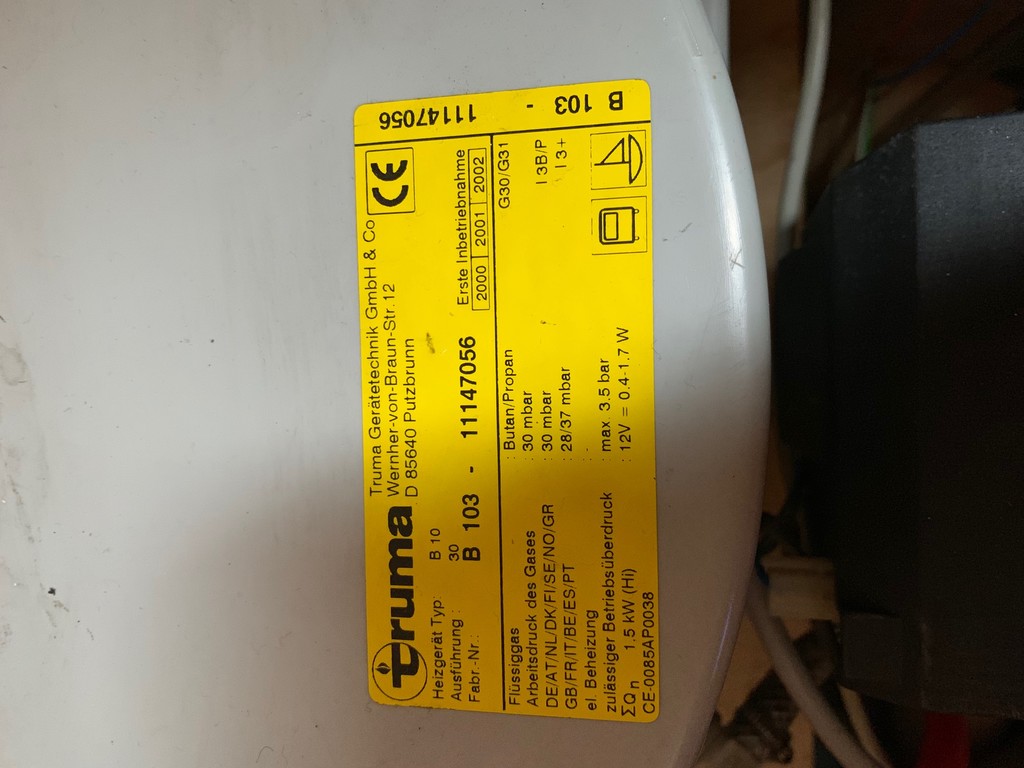 truma
Truma Gerätetechnik GmbH & Co
Wernher-von-Braun-Str. 12
D 85640 Putzbrunn
CE
Heizgerät Typ: B 10
Ausführung : 30
Fabr.-Nr.: B 103 - 11147056
Erste Inbetriebnahme
2000 2001 2002
Flüssiggas : Butan/Propan G30/G31
Arbeitsdruck des Gases : 30 mbar
DE/AT/NL/DK/FI/SE/NO/GR : 30 mbar I 3B/P
GB/FR/IT/BE/ES/PT : 28/37 mbar I 3+
el. Beheizung : -
zulässiger Betriebsüberdruck : max. 3.5 bar
ΣQn 1.5 kW (Hi) : 12V = 0.4-1.7 W
CE-0085AP0038
B 103 - 11147056